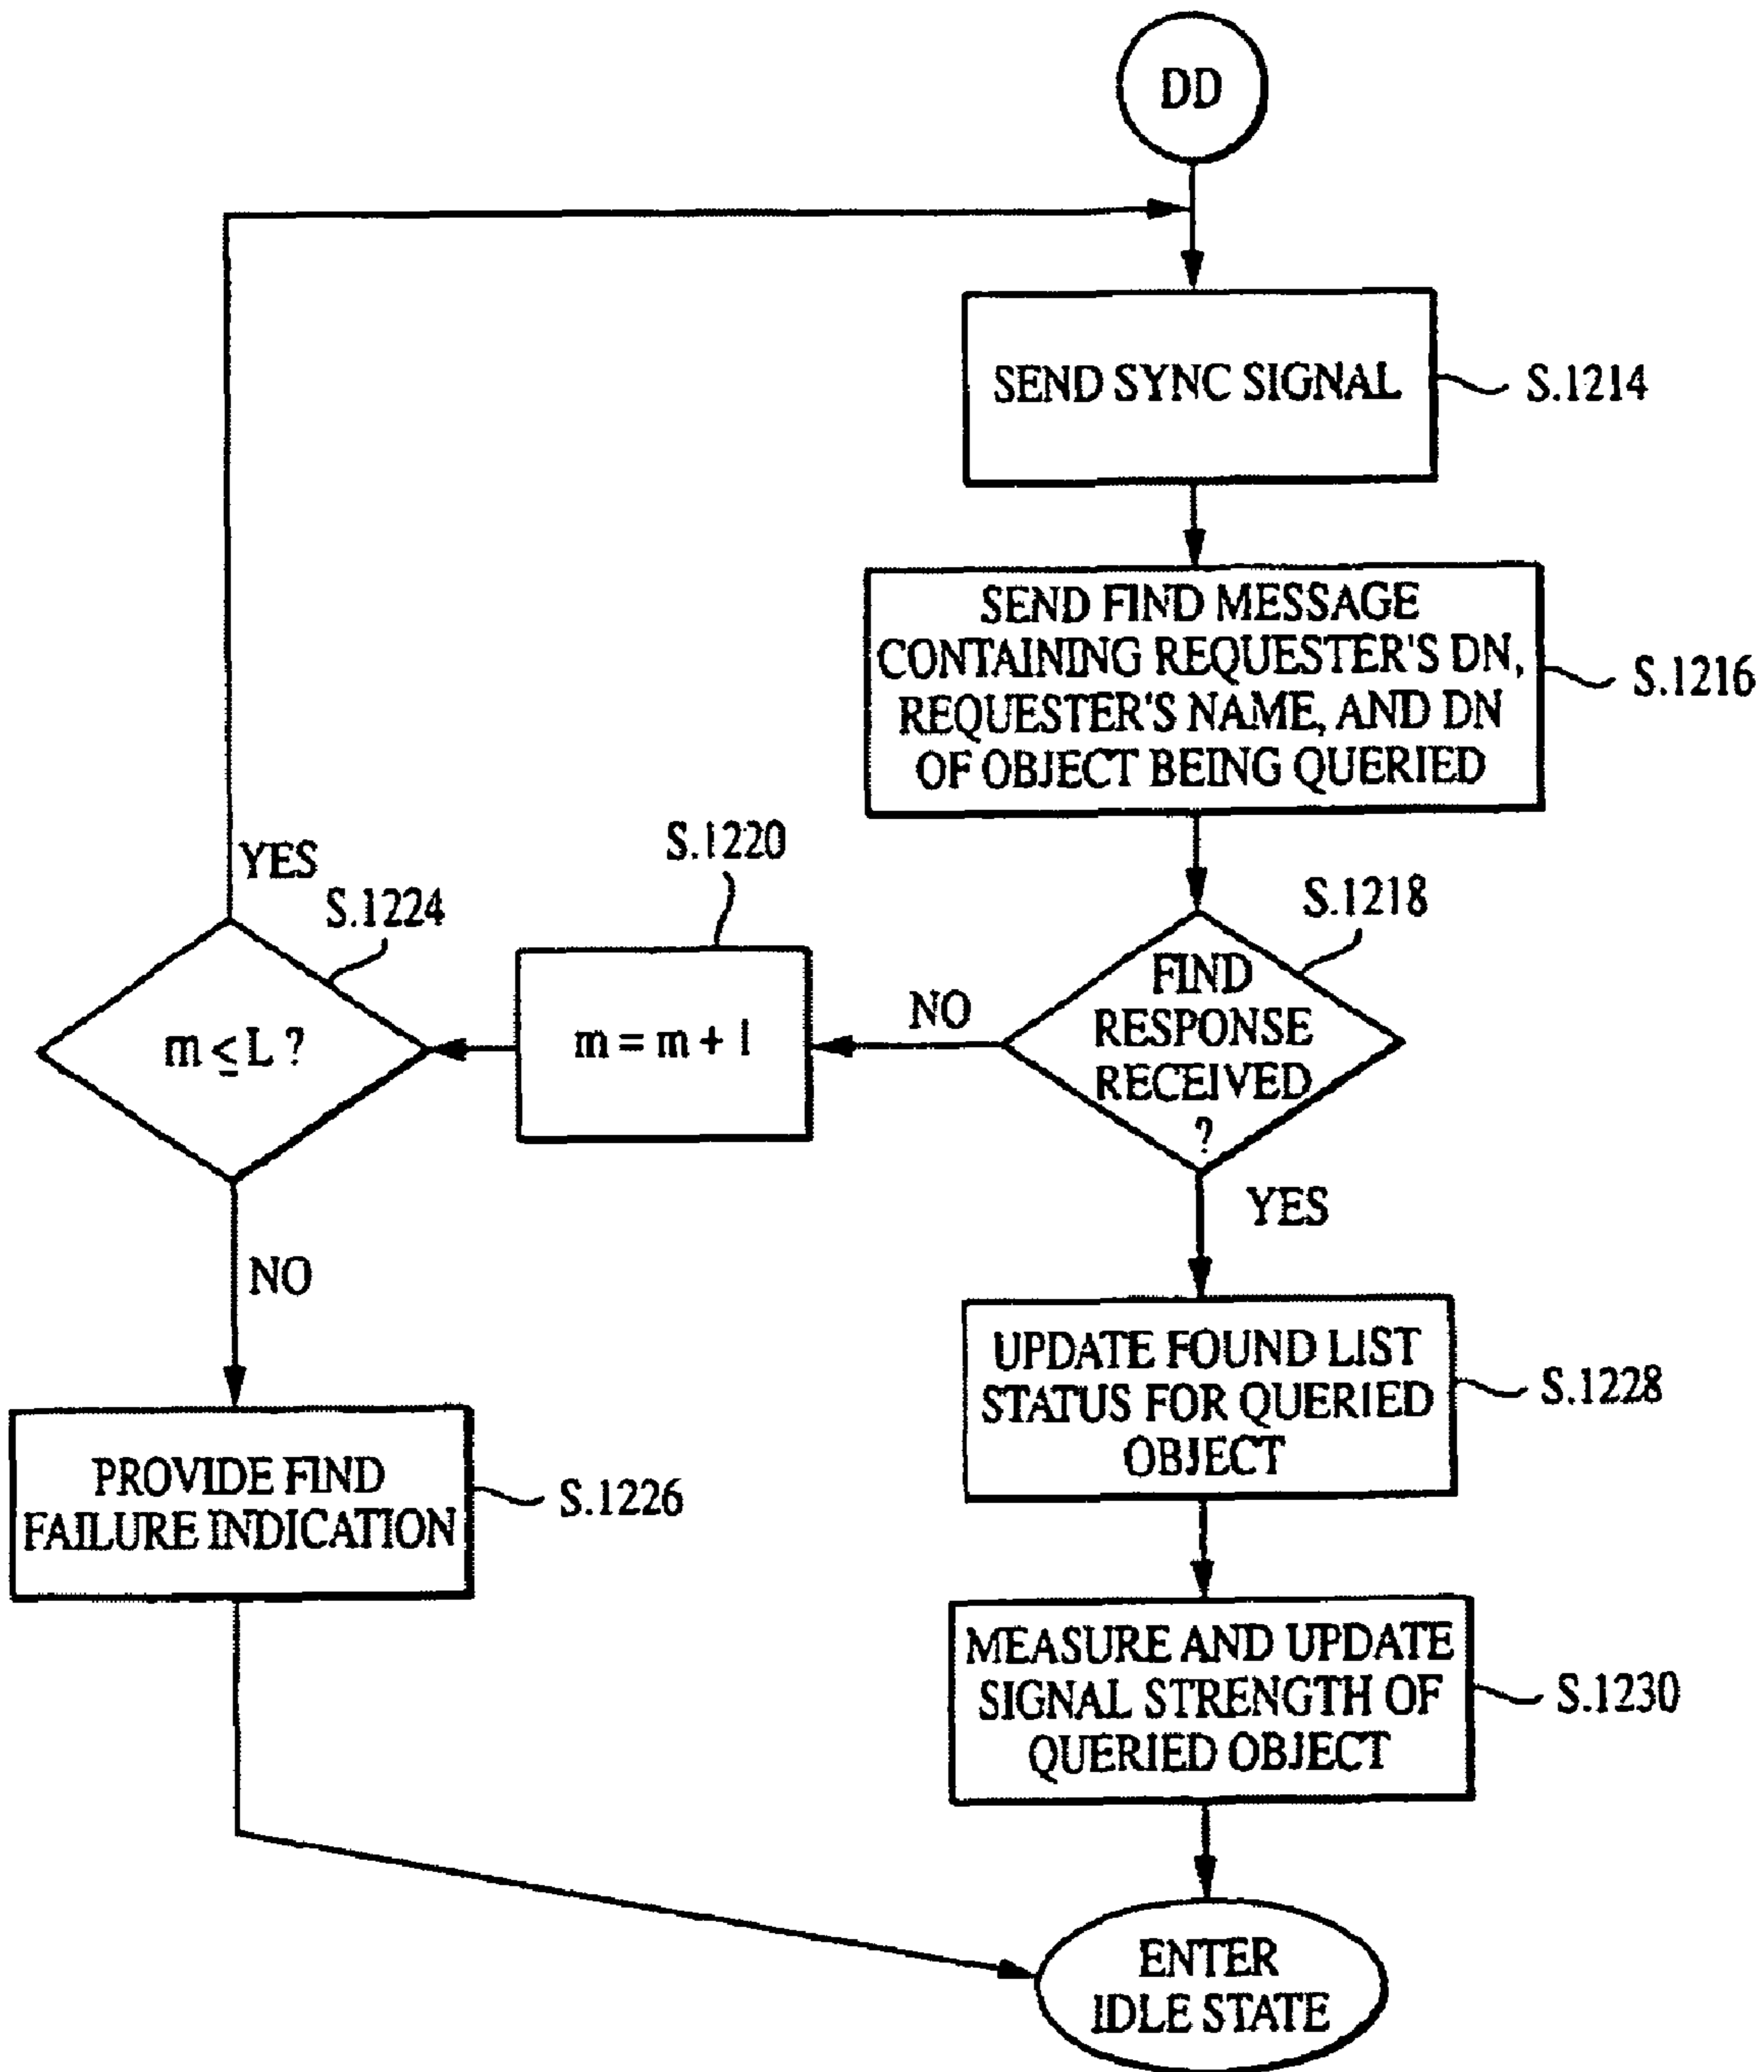 DD
SEND SYNC SIGNAL
S.1214
SEND FIND MESSAGE
CONTAINING REQUESTER'S DN,
REQUESTER'S NAME, AND DN
OF OBJECT BEING QUERIED
S.1216
FIND
RESPONSE
RECEIVED
?
S.1218
NO
YES
m = m + 1
S.1220
m ≤ L ?
S.1224
YES
NO
PROVIDE FIND
FAILURE INDICATION
S.1226
UPDATE FOUND LIST
STATUS FOR QUERIED
OBJECT
S.1228
MEASURE AND UPDATE
SIGNAL STRENGTH OF
QUERIED OBJECT
S.1230
ENTER
IDLE STATE